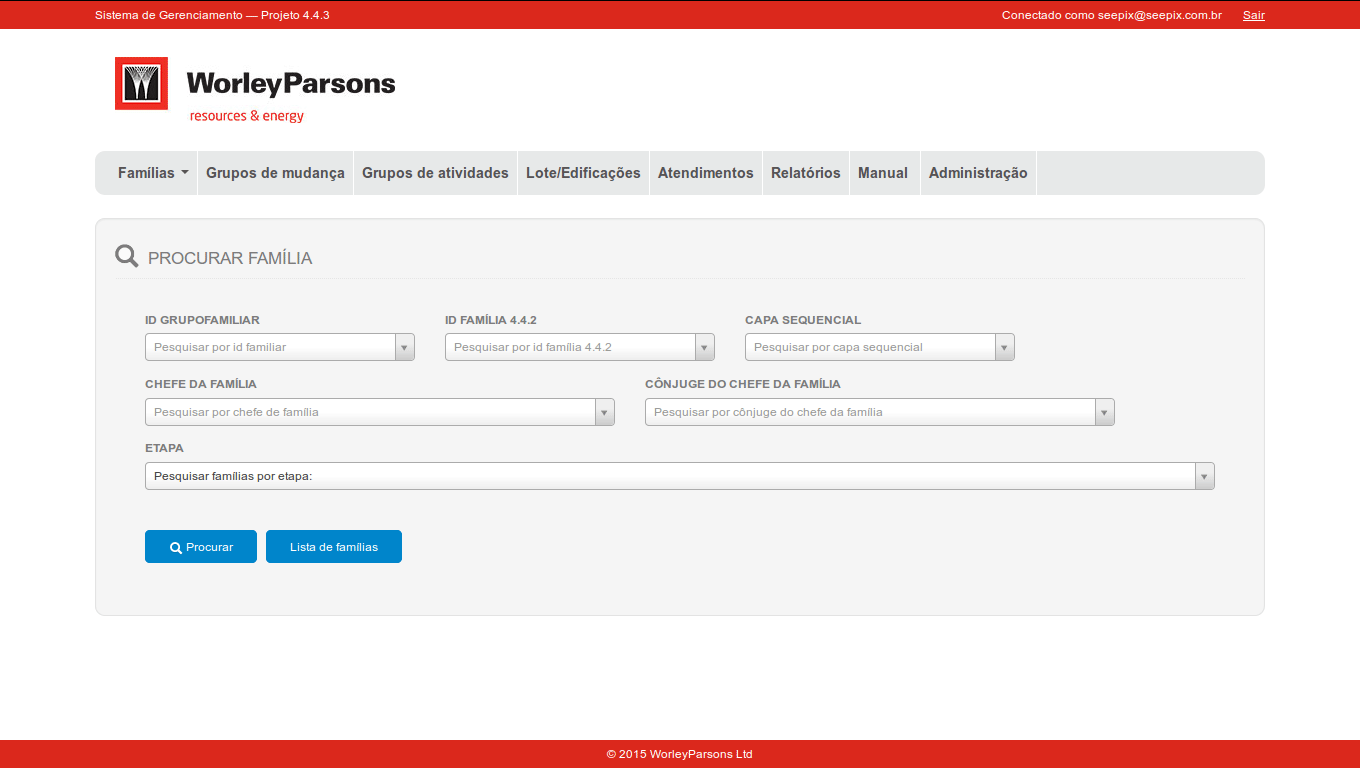 Sistema de Gerenciamento — Projeto 4.4.3
Conectado como seepix@seepix.com.br Sair
WorleyParsons
resources & energy
Famílias Grupos de mudança Grupos de atividades Lote/Edificações Atendimentos Relatórios Manual Administração
PROCURAR FAMÍLIA
ID GRUPOFAMILIAR ID FAMÍLIA 4.4.2 CAPA SEQUENCIAL
Pesquisar por id familiar Pesquisar por id família 4.4.2 Pesquisar por capa sequencial
CHEFE DA FAMÍLIA CÔNJUGE DO CHEFE DA FAMÍLIA
Pesquisar por chefe de família Pesquisar por cônjuge do chefe da família
ETAPA
Pesquisar famílias por etapa:
Procurar Lista de famílias
© 2015 WorleyParsons Ltd